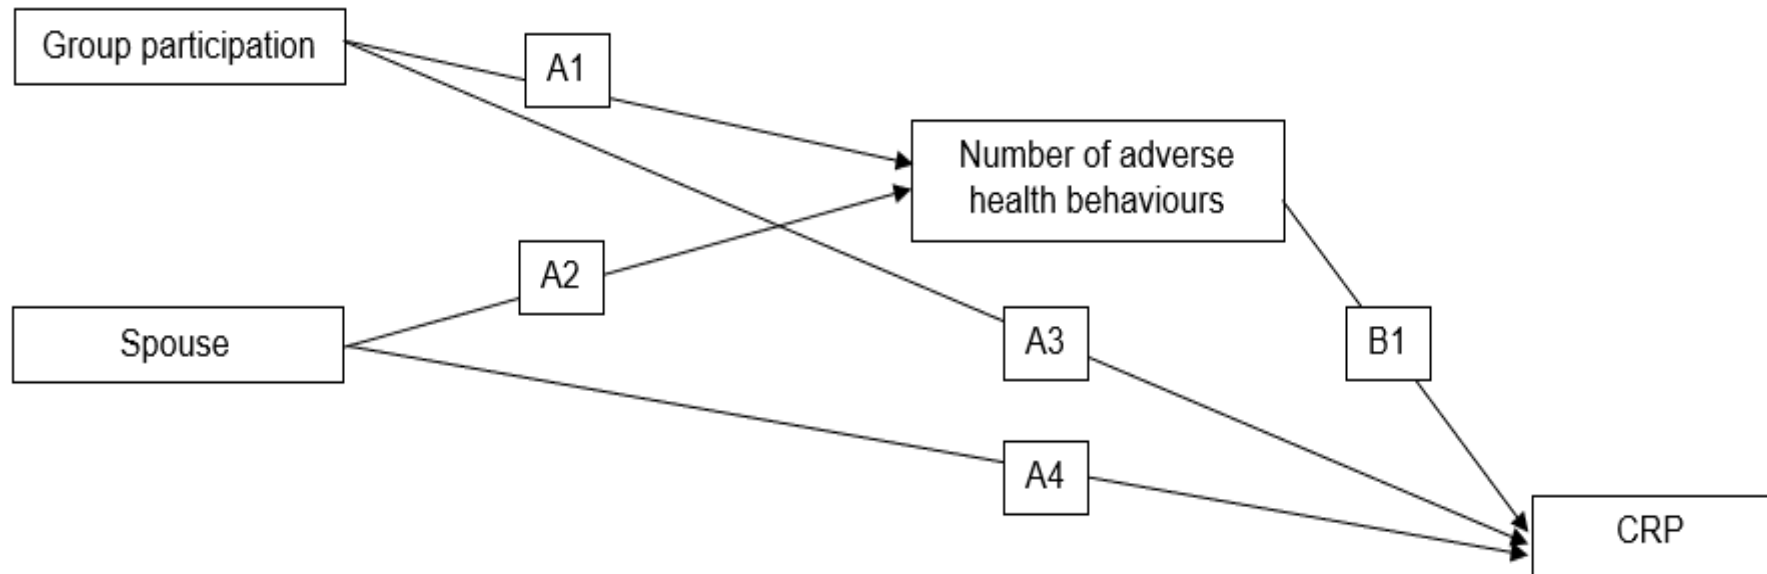 Group participation
A1
Number of adverse
health behaviours
A2
Spouse
A3
B1
A4
CRP